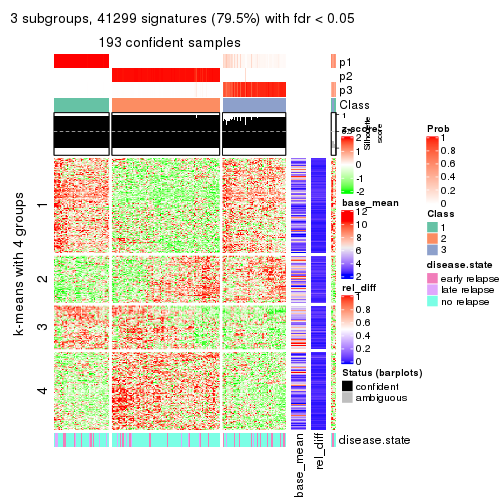 3 subgroups, 41299 signatures (79.5%) with fdr < 0.05
193 confident samples
p1
p2
p3
Class
1
Silhouette
score
z-score
2
1
0
-1
-2
Prob
1
0.8
0.6
0.4
0.2
0
k-means with 4 groups
1
2
3
4
base_mean
12
10
8
6
4
2
Class
1
2
3
disease.state
early relapse
late relapse
no relapse
rel_diff
1
0.8
0.6
0.4
0.2
0
Status (barplots)
confident
ambiguous
disease.state
base_mean
rel_diff